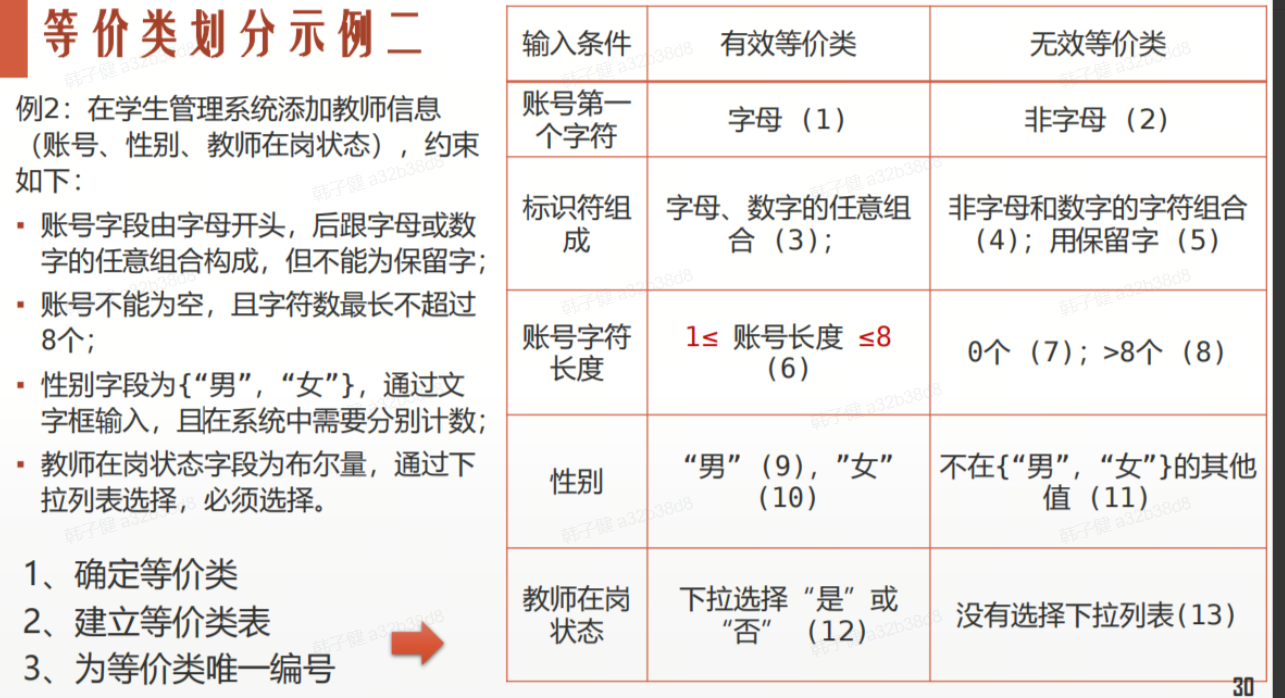 等价类划分示例二
例2：在学生管理系统添加教师信息
（账号、性别、教师在岗状态），约束
如下：
▪ 账号字段由字母开头，后跟字母或数
字的任意组合构成，但不能为保留字；
▪ 账号不能为空，且字符数最长不超过
8个；
▪ 性别字段为{“男”，“女”}，通过文
字框输入，且在系统中需要分别计数；
▪ 教师在岗状态字段为布尔量，通过下
拉列表选择，必须选择。
1、确定等价类
2、建立等价类表
3、为等价类唯一编号
输入条件
有效等价类
无效等价类
账号第一
个字符
字母（1）
非字母（2）
标识符组
成
字母、数字的任意组
合（3）；
非字母和数字的字符组合
（4）；用保留字（5）
账号字符
长度
1≤ 账号长度 ≤8
（6）
0个（7）；>8个（8）
性别
“男”（9），”女”
（10）
不在{“男”，“女”}的其他
值（11）
教师在岗
状态
下拉选择“是”或
“否”（12）
没有选择下拉列表(13)
30
韩子健 a32b38d8